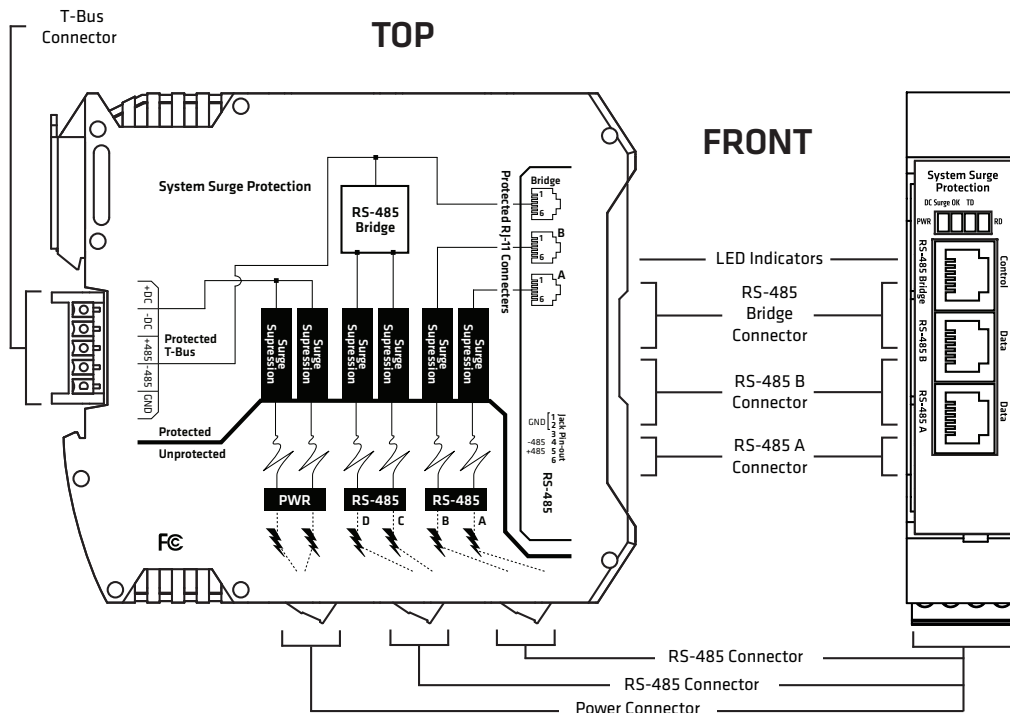 T-Bus
Connector
TOP
FRONT
System Surge Protection
RS-485
Bridge
Protected RJ-11 Connecters
Bridge
1
6
B
1
6
A
1
6
+DC
-DC
+485
-485
GND
Protected
T-Bus
Surge
Supression
Surge
Supression
Surge
Supression
Surge
Supression
Surge
Supression
Surge
Supression
Protected
Unprotected
GND
-485
+485
1
2
3
4
5
6
Jack Pin-out
RS-485
PWR
RS-485
RS-485
D
C
B
A
FC
LED Indicators
RS-485
Bridge
Connector
RS-485 B
Connector
RS-485 A
Connector
System Surge
Protection
DC Surge OK TD
PWR
RD
RS-485 Bridge
Control
RS-485 B
Data
RS-485 A
Data
RS-485 Connector
RS-485 Connector
Power Connector